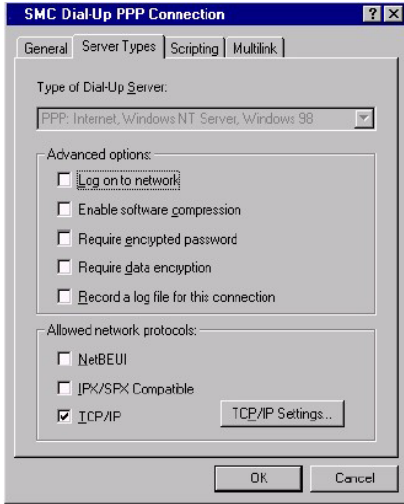 SMC Dial-Up PPP Connection
General Server Types Scripting Multilink
Type of Dial-Up Server:
PPP: Internet, Windows NT Server, Windows 98
Advanced options:
Log on to network
Enable software compression
Require encrypted password
Require data encryption
Record a log file for this connection
Allowed network protocols:
NetBEUI
IPX/SPX Compatible
TCP/IP TCP/IP Settings...
OK Cancel